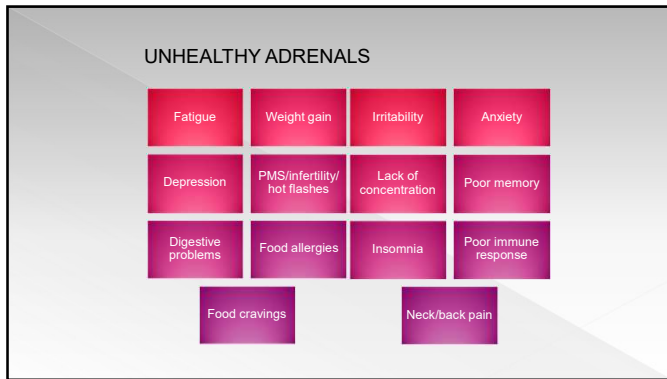 UNHEALTHY ADRENALS
Fatigue
Weight gain
Irritability
Anxiety
Depression
PMS/infertility/
hot flashes
Lack of
concentration
Poor memory
Digestive
problems
Food allergies
Insomnia
Poor immune
response
Food cravings
Neck/back pain